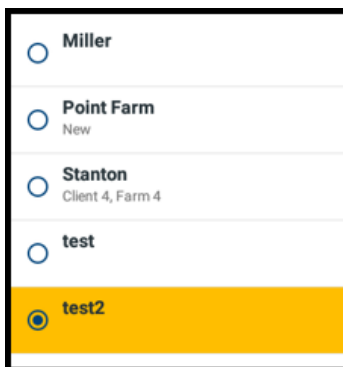 Miller
Point Farm
New
Stanton
Client 4, Farm 4
test
test2